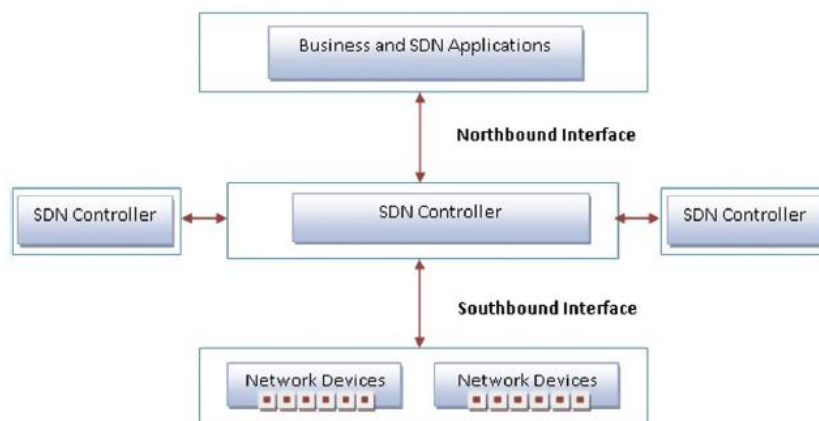 Business and SDN Applications
Northbound Interface
SDN Controller
SDN Controller
SDN Controller
Southbound Interface
Network Devices
Network Devices